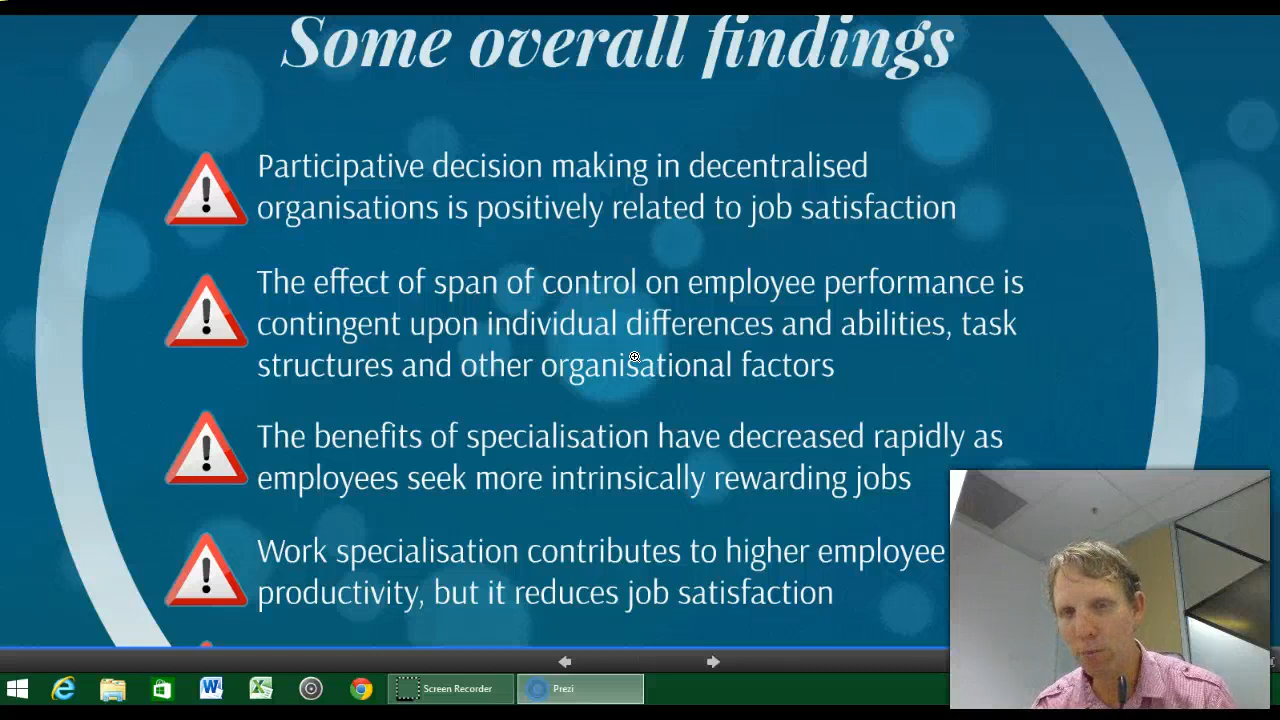 Some overall findings
Participative decision making in decentralised
organisations is positively related to job satisfaction
The effect of span of control on employee performance is
contingent upon individual differences and abilities, task
structures and other organisational factors
The benefits of specialisation have decreased rapidly as
employees seek more intrinsically rewarding jobs
Work specialisation contributes to higher employee
productivity, but it reduces job satisfaction
Screen Recorder
Prezi